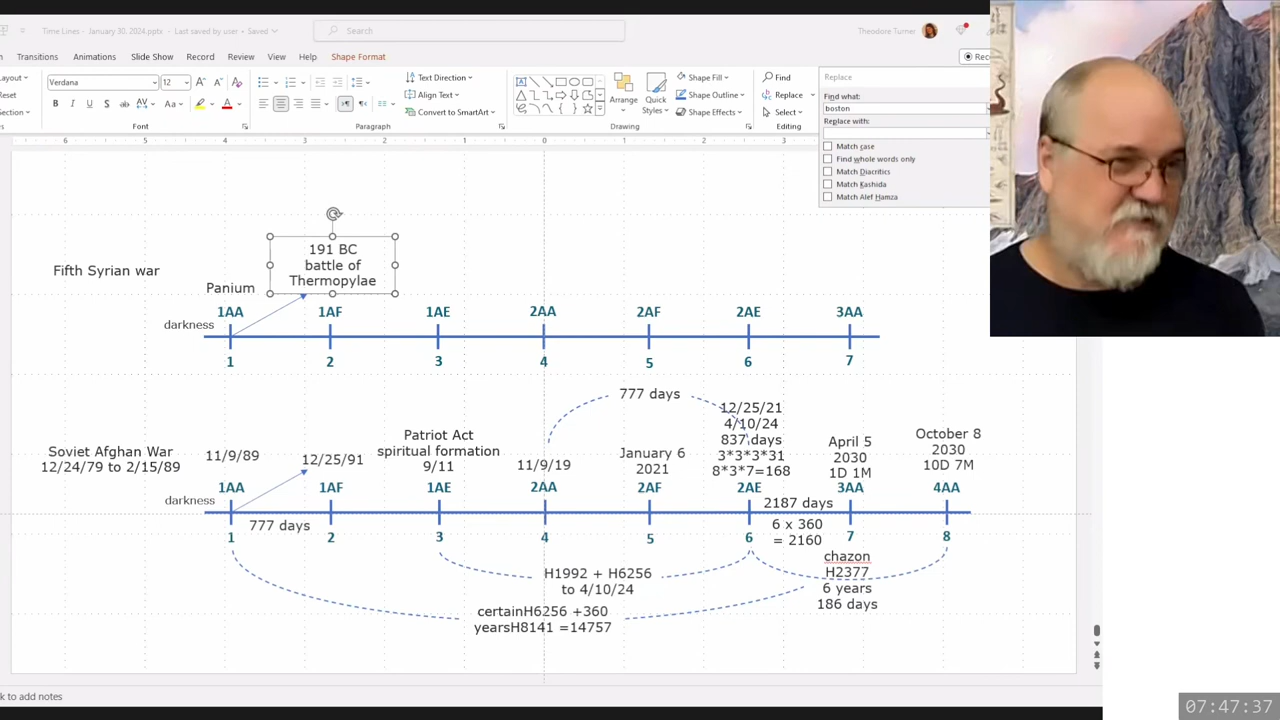 Time Lines - January 30, 2024.pptx • Last saved by user • Saved
Search
Theodore Turner
Transitions
Animations
Slide Show
Record
Review
View
Help
Shape Format
Layout
Reset
Section
Verdana
12
Font
Text Direction
Align Text
Convert to SmartArt
Paragraph
Arrange
Quick Styles
Shape Fill
Shape Outline
Shape Effects
Drawing
Find
Replace
Select
Editing
Replace
Find what:
boston
Replace with:
Match case
Find whole words only
Match Diacritics
Match Kashida
Match Alef Hamza
6 5 4 3 2 1 0 1 2 3
191 BC
battle of
Thermopylae
Fifth Syrian war
Panium
1AA 1AF 1AE 2AA 2AF 2AE 3AA
darkness
1 2 3 4 5 6 7
777 days
12/25/21
4/10/24
837 days
3*3*3*31
8*3*7=168
Soviet Afghan War
12/24/79 to 2/15/89
11/9/89
12/25/91
Patriot Act
spiritual formation
9/11
11/9/19
January 6
2021
April 5
2030
1D 1M
October 8
2030
10D 7M
1AA 1AF 1AE 2AA 2AF 2AE 3AA 4AA
darkness
2187 days
777 days
6 x 360
= 2160
1 2 3 4 5 6 7 8
chazon
H2377
6 years
186 days
H1992 + H6256
to 4/10/24
certainH6256 +360
yearsH8141 =14757
k to add notes
07:47:37